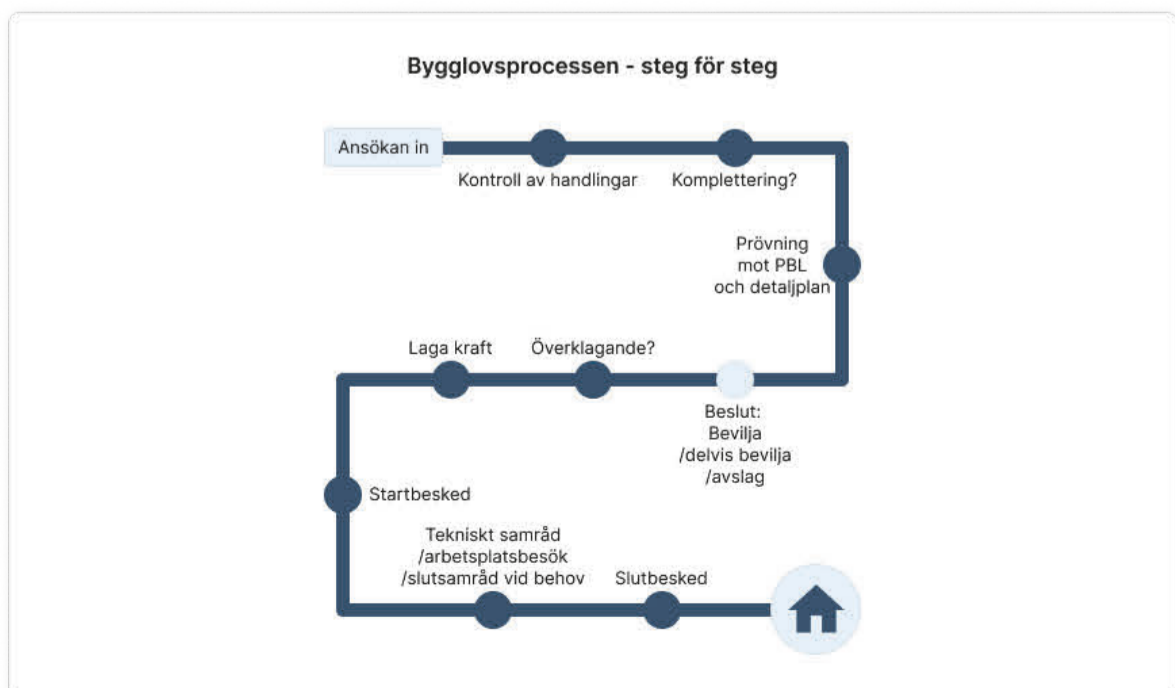 Bygglovsprocessen - steg för steg
Ansökan in
Kontroll av handlingar
Komplettering?
Prövning
mot PBL
och detaljplan
Beslut:
Bevilja
/delvis bevilja
/avslag
Överklagande?
Laga kraft
Startbesked
Tekniskt samråd
/arbetsplatsbesök
/slutsamråd vid behov
Slutbesked